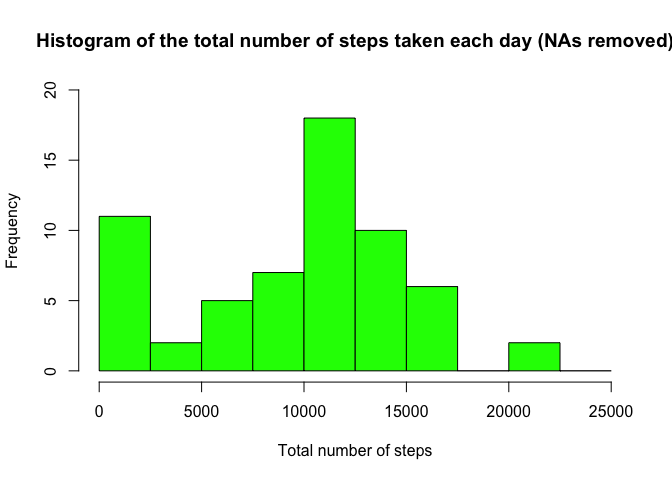 Histogram of the total number of steps taken each day (NAs removed)
20
15
10
5
0
Frequency
0 5000 10000 15000 20000 25000
Total number of steps